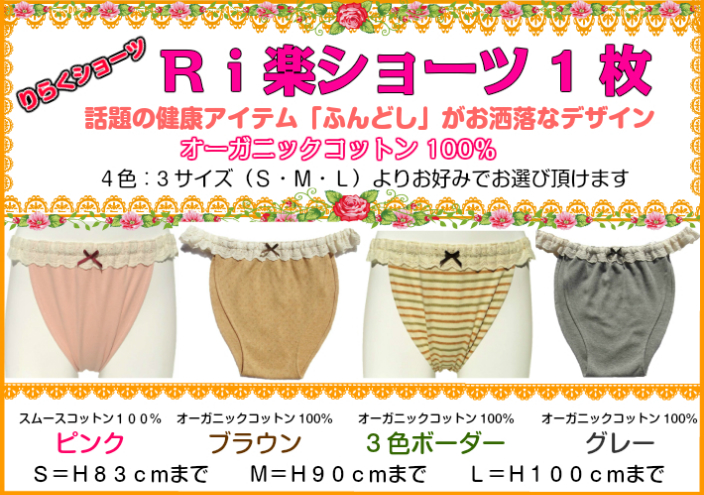 りらくショーツ
Ｒｉ楽ショーツ１枚
話題の健康アイテム「ふんどし」がお洒落なデザイン
オーガニックコットン 100%
４色：３サイズ（Ｓ・Ｍ・Ｌ）よりお好みでお選び頂けます
スムースコットン１００％ オーガニックコットン 100% オーガニックコットン 100% オーガニックコットン 100%
ピンク ブラウン ３色ボーダー グレー
Ｓ＝Ｈ８３ｃｍまで Ｍ＝Ｈ９０ｃｍまで Ｌ＝Ｈ１００ｃｍまで